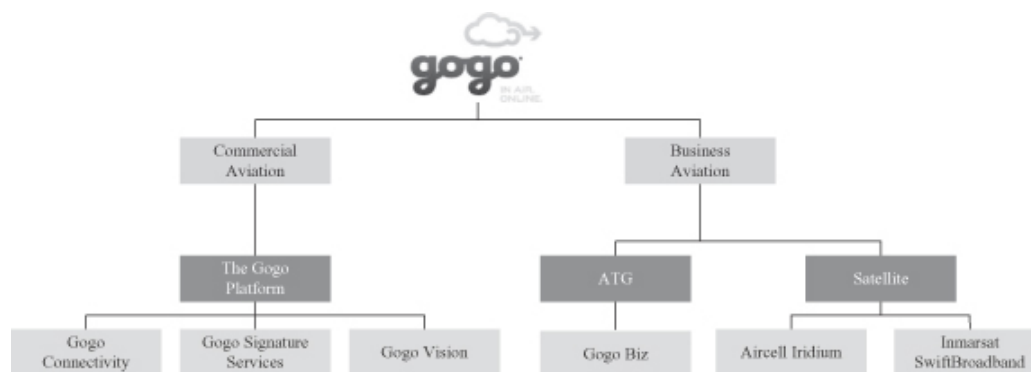 gogo
IN AIR.
ONLINE.
Commercial
Aviation
Business
Aviation
The Gogo
Platform
ATG
Satellite
Gogo
Connectivity
Gogo Signature
Services
Gogo Vision
Gogo Biz
Aircell Iridium
Inmarsat
SwiftBroadband